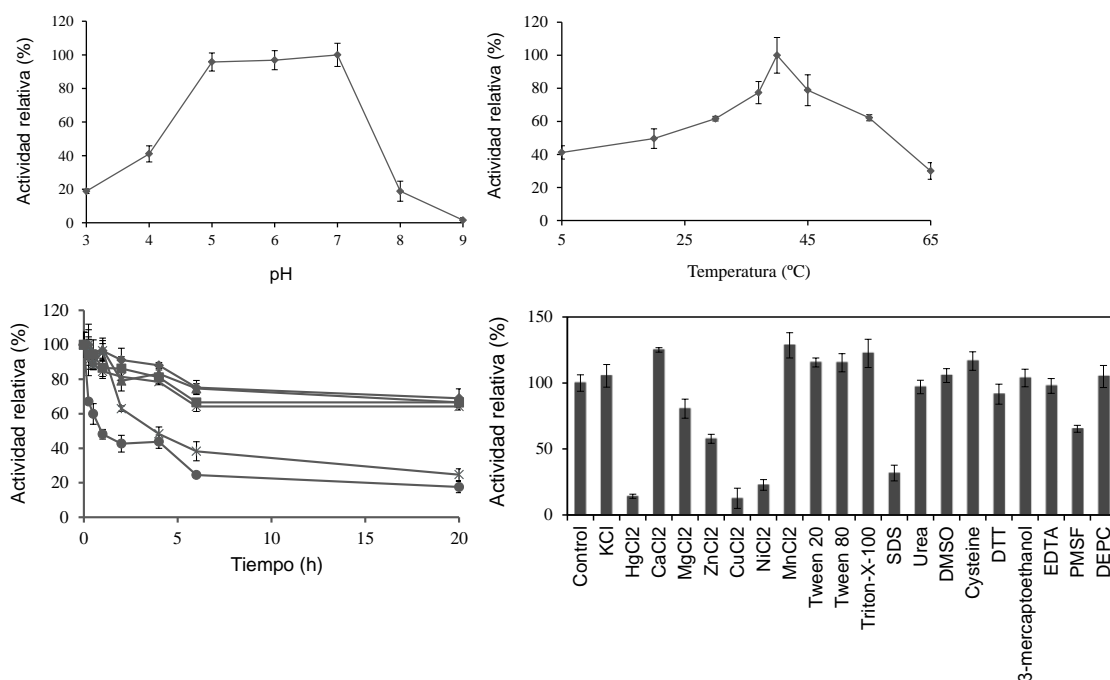 120
100
80
60
40
20
0
3 4 5 6 7 8 9
Actividad relativa (%)
pH
120
100
80
60
40
20
0
5 25 45 65
Actividad relativa (%)
Temperatura (ºC)
120
100
80
60
40
20
0
0 5 10 15 20
Actividad relativa (%)
Tiempo (h)
150
100
50
0
Actividad relativa (%)
Control
KCl
HgCl2
CaCl2
MgCl2
ZnCl2
CuCl2
NiCl2
MnCl2
Tween 20
Tween 80
Triton-X-100
SDS
Urea
DMSO
Cysteine
DTT
β-mercaptoethanol
EDTA
PMSF
DEPC